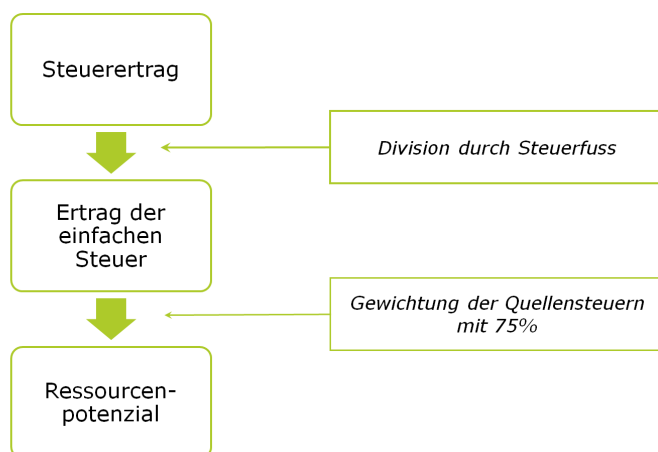 Steuerertrag
Division durch Steuerfuss
Ertrag der
einfachen
Steuer
Gewichtung der Quellensteuern
mit 75%
Ressourcen-
potenzial